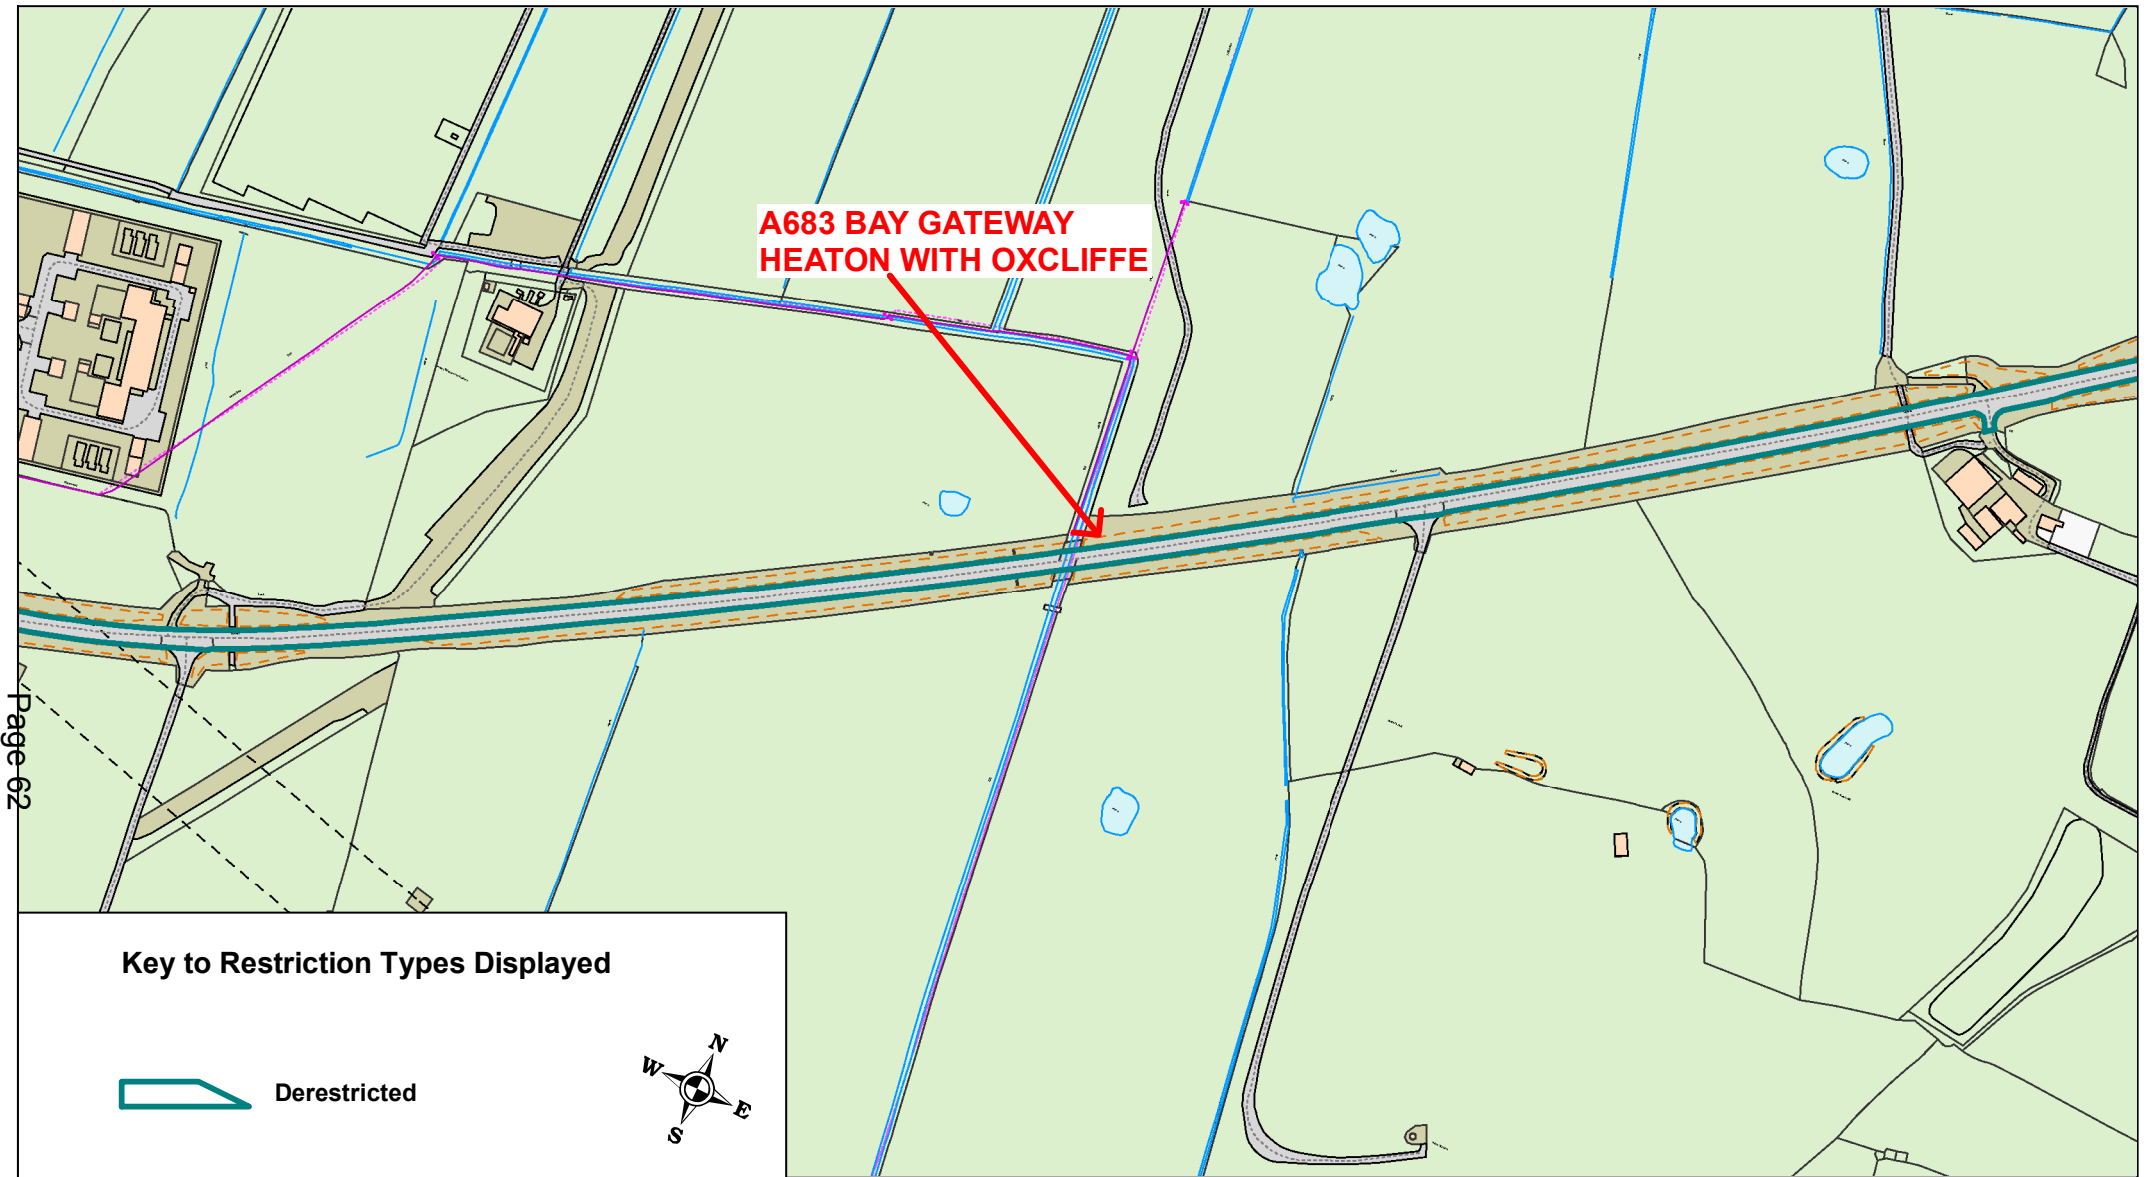 A683 BAY GATEWAY
HEATON WITH OXCLIFFE
Page 62
Key to Restriction Types Displayed
Derestricted
N
W
E
S